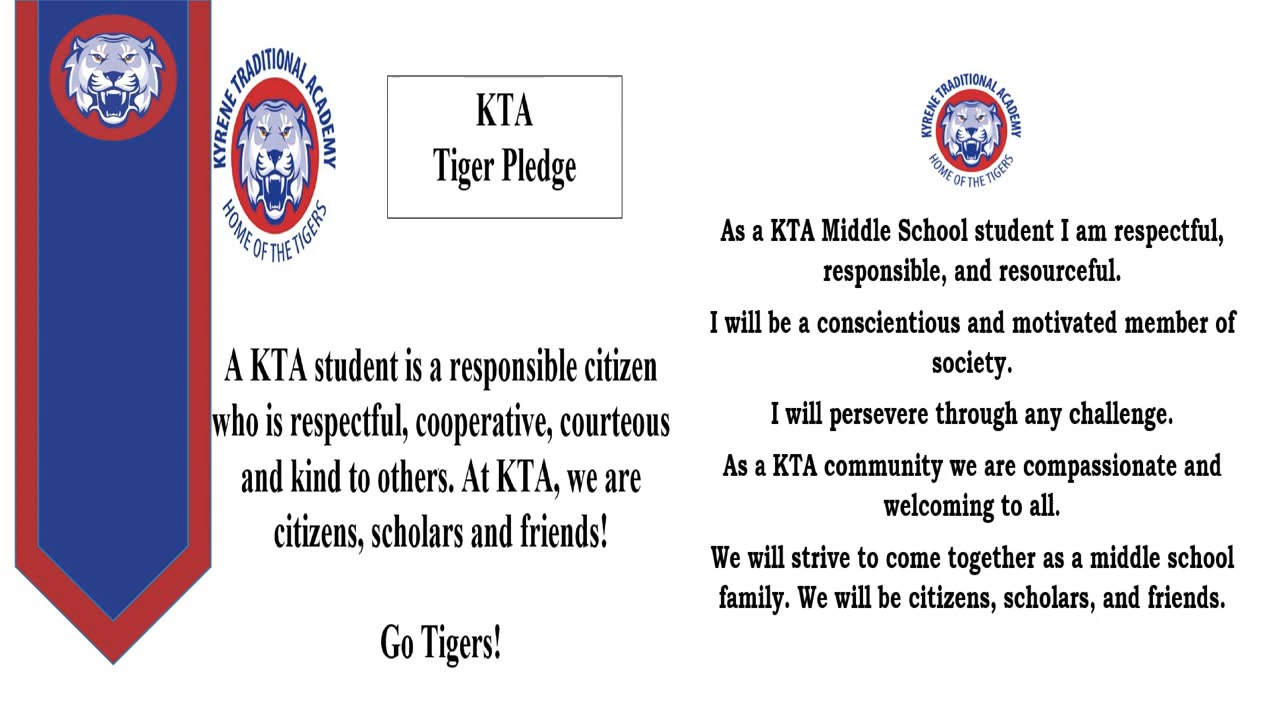 KYRENE TRADITIONAL ACADEMY
HOME OF THE TIGERS
KTA
Tiger Pledge
A KTA student is a responsible citizen
who is respectful, cooperative, courteous
and kind to others. At KTA, we are
citizens, scholars and friends!
Go Tigers!
KYRENE TRADITIONAL ACADEMY
HOME OF THE TIGERS
As a KTA Middle School student I am respectful,
responsible, and resourceful.
I will be a conscientious and motivated member of
society.
I will persevere through any challenge.
As a KTA community we are compassionate and
welcoming to all.
We will strive to come together as a middle school
family. We will be citizens, scholars, and friends.